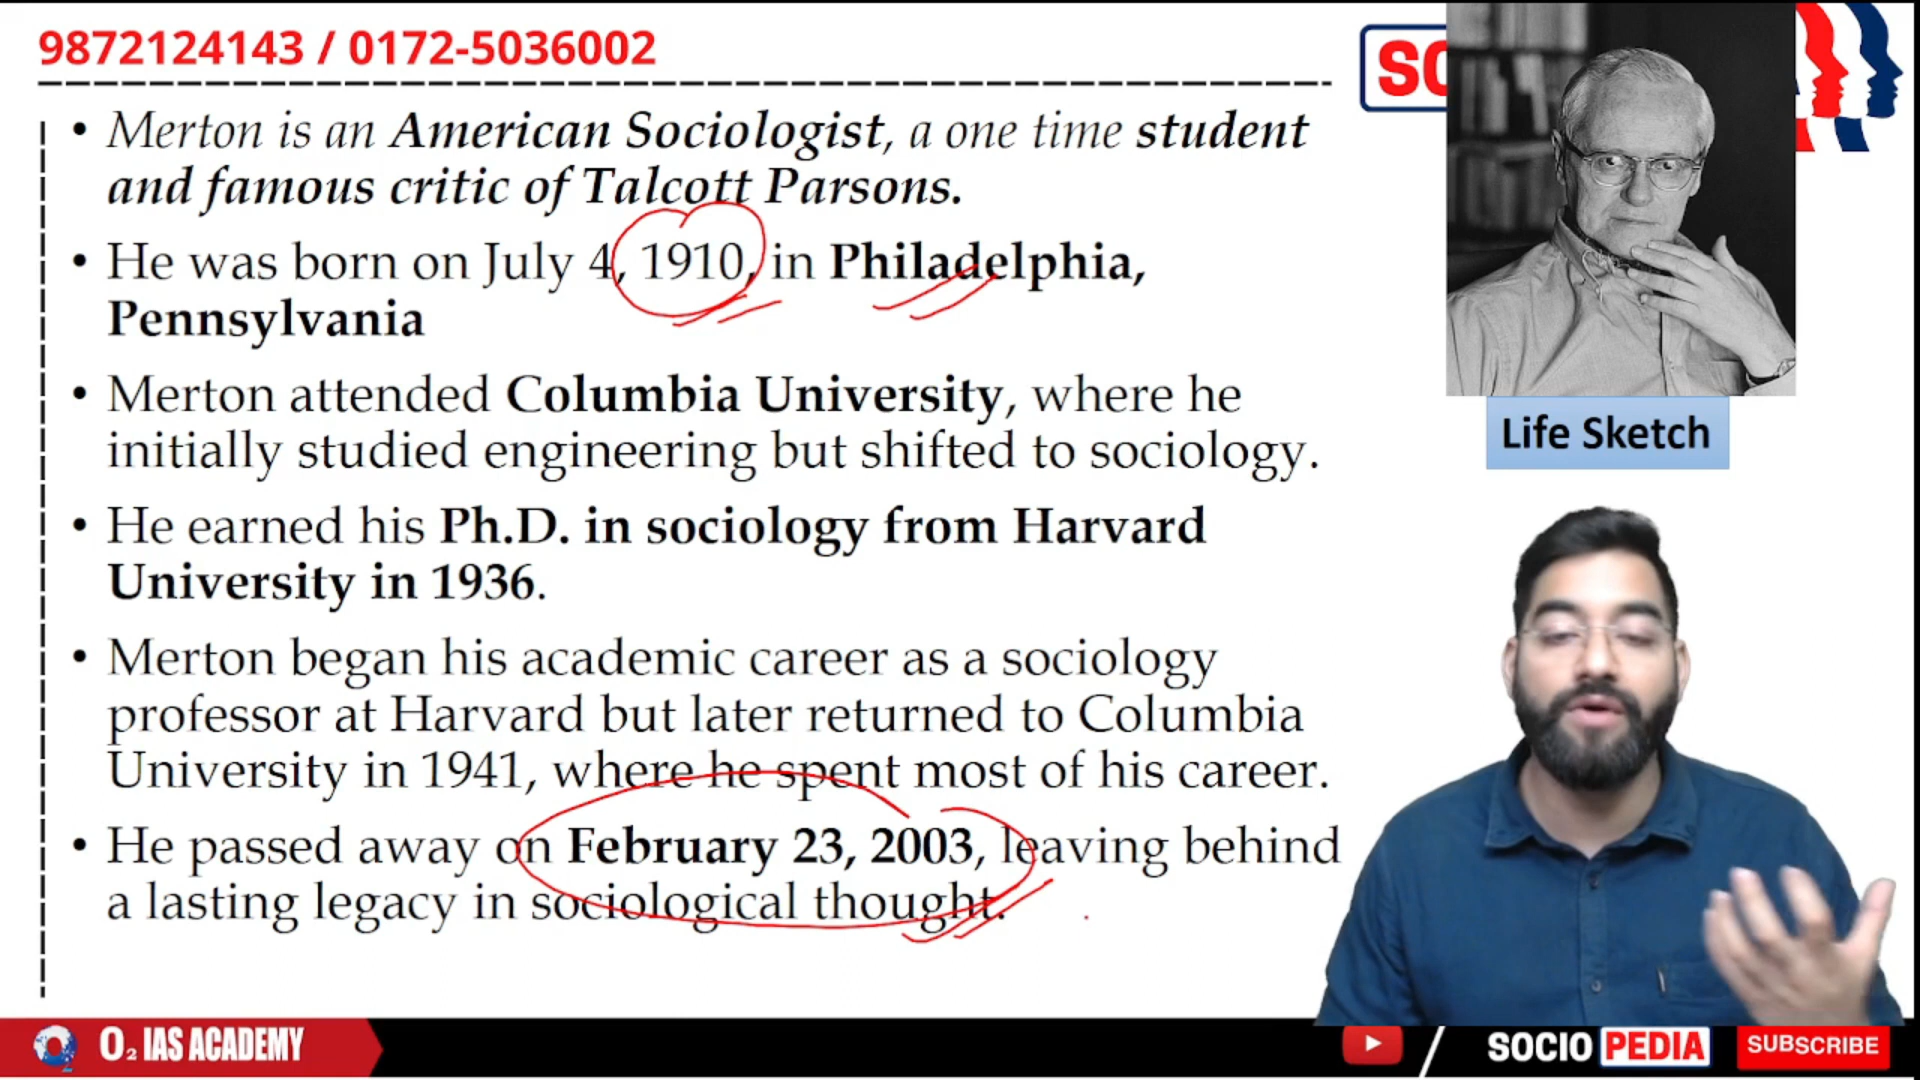 9872124143 / 0172-5036002
SO
• Merton is an American Sociologist, a one time student
and famous critic of Talcott Parsons.
• He was born on July 4, 1910, in Philadelphia,
Pennsylvania
• Merton attended Columbia University, where he
initially studied engineering but shifted to sociology.
• He earned his Ph.D. in sociology from Harvard
University in 1936.
• Merton began his academic career as a sociology
professor at Harvard but later returned to Columbia
University in 1941, where he spent most of his career.
• He passed away on February 23, 2003, leaving behind
a lasting legacy in sociological thought.
Life Sketch
O₂ IAS ACADEMY
SOCIO PEDIA
SUBSCRIBE